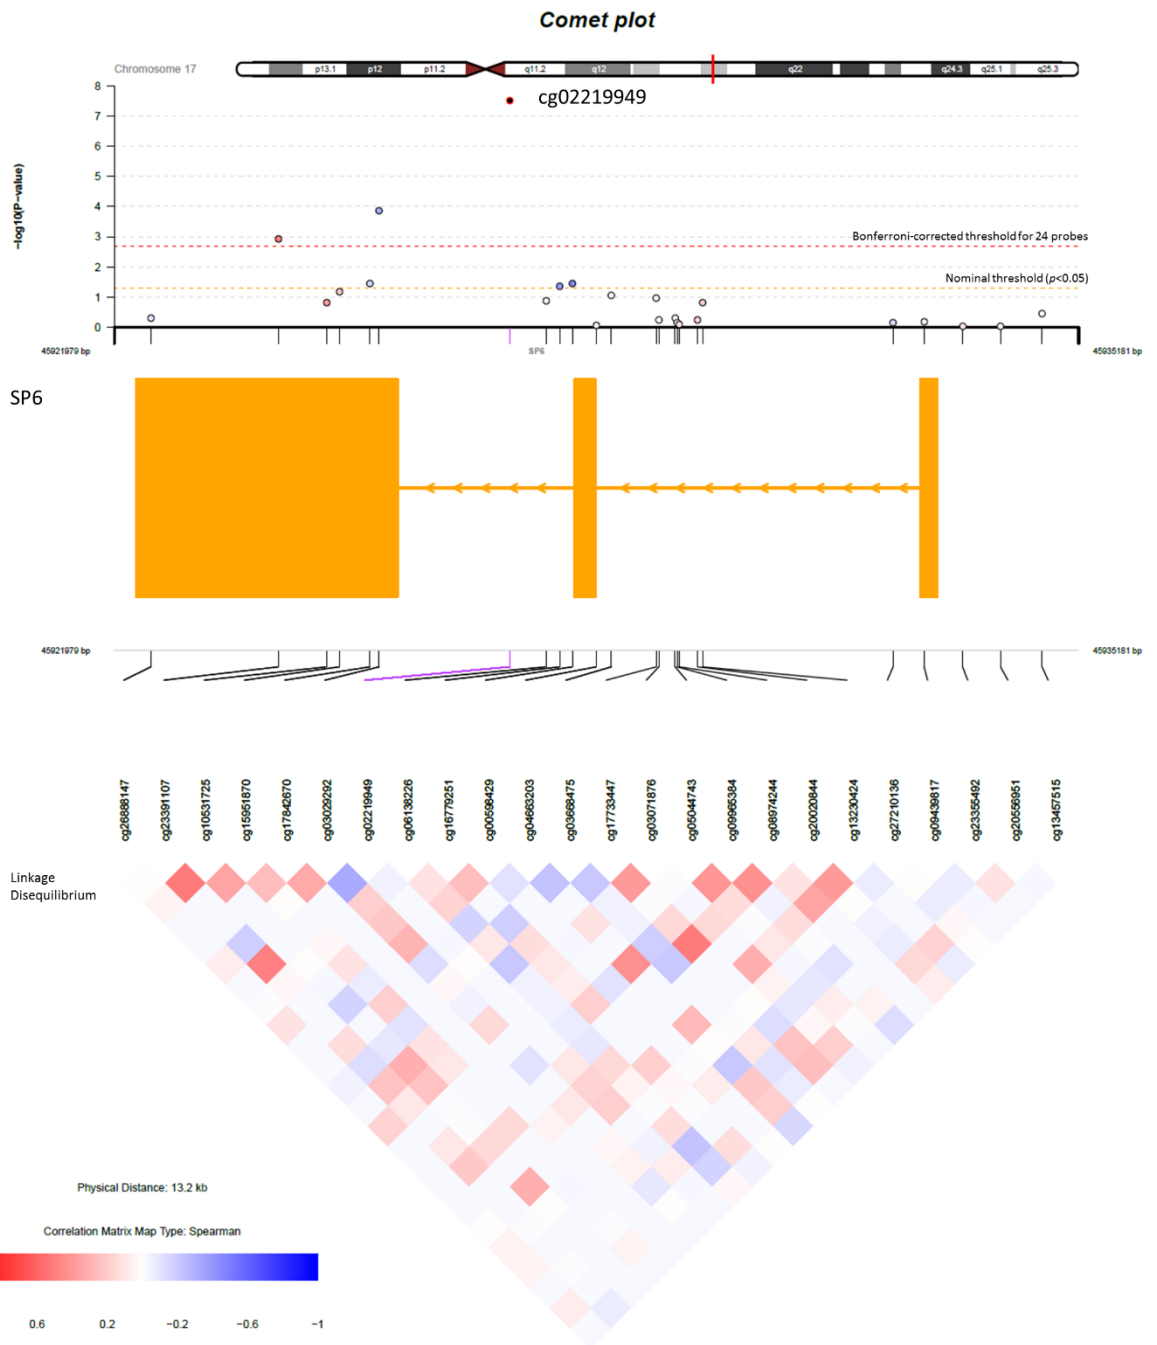 Comet plot
Chromosome 17
p13.1 p12 p11.2 q11.2 q12 q22 q24.3 q25.1 q25.3
cg02219949
−log10(P−value)
8
7
6
5
4
3
2
1
0
Bonferroni-corrected threshold for 24 probes
Nominal threshold (p<0.05)
45921979 bp
SP6
45935181 bp
SP6
45921979 bp
45935181 bp
cg26888147
cg23391107
cg10531725
cg15951870
cg17842670
cg03029292
cg02219949
cg06138226
cg16779251
cg00598429
cg04663203
cg03668475
cg17733447
cg03071876
cg05044743
cg09965384
cg08974244
cg20020844
cg13230424
cg27210136
cg09439817
cg23355492
cg20556951
cg13457515
Linkage
Disequilibrium
Physical Distance: 13.2 kb
Correlation Matrix Map Type: Spearman
0.6 0.2 −0.2 −0.6 −1